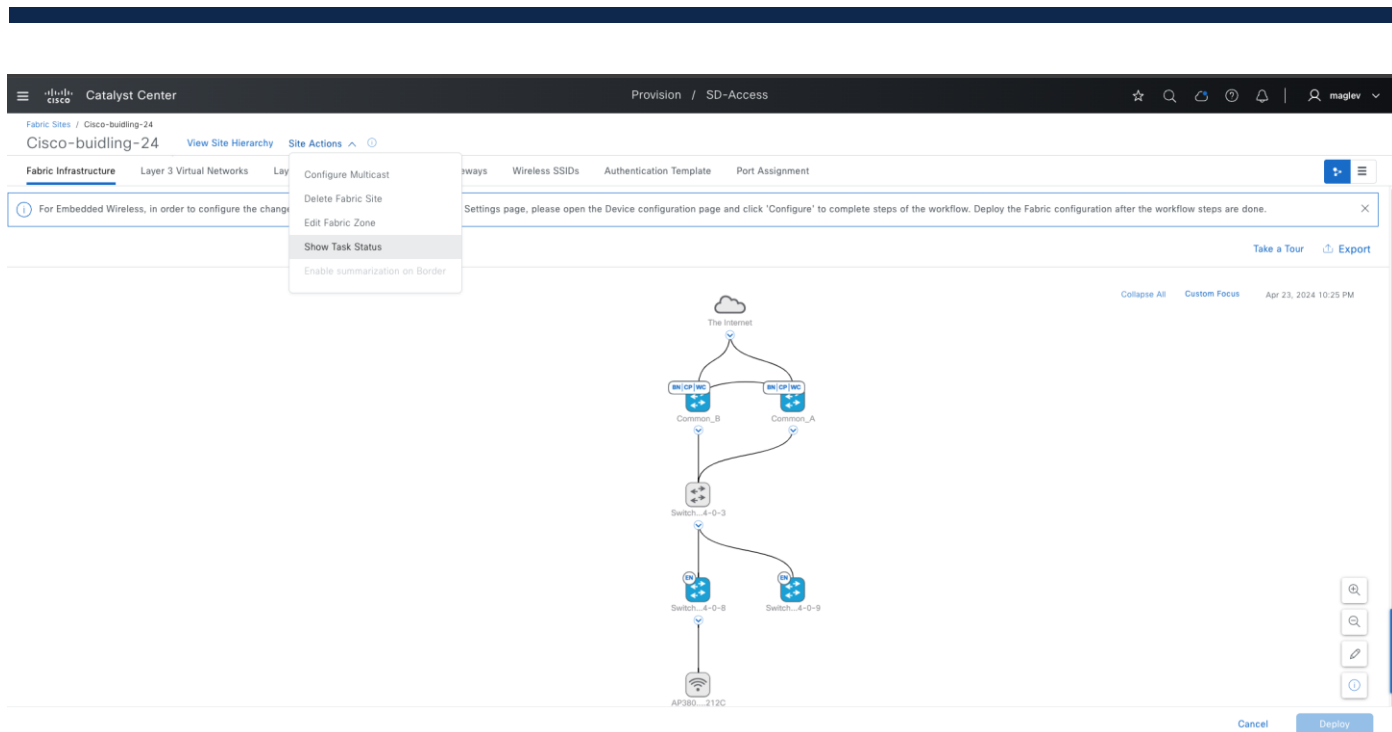 cisco Catalyst Center Provision / SD-Access maglev
Fabric Sites / Cisco-buidling-24
Cisco-buidling-24 View Site Hierarchy Site Actions
Fabric Infrastructure Layer 3 Virtual Networks Lay eways Wireless SSIDs Authentication Template Port Assignment
Configure Multicast
Delete Fabric Site
For Embedded Wireless, in order to configure the change Settings page, please open the Device configuration page and click 'Configure' to complete steps of the workflow. Deploy the Fabric configuration after the workflow steps are done.
Edit Fabric Zone
Show Task Status
Take a Tour Export
Enable summarization on Border
Collapse All Custom Focus Apr 23, 2024 10:25 PM
The Internet
BN CP WC BN CP WC
Common_B Common_A
Switch...4-0-3
EN EN
Switch...4-0-8 Switch...4-0-9
AP380....212C
Cancel Deploy